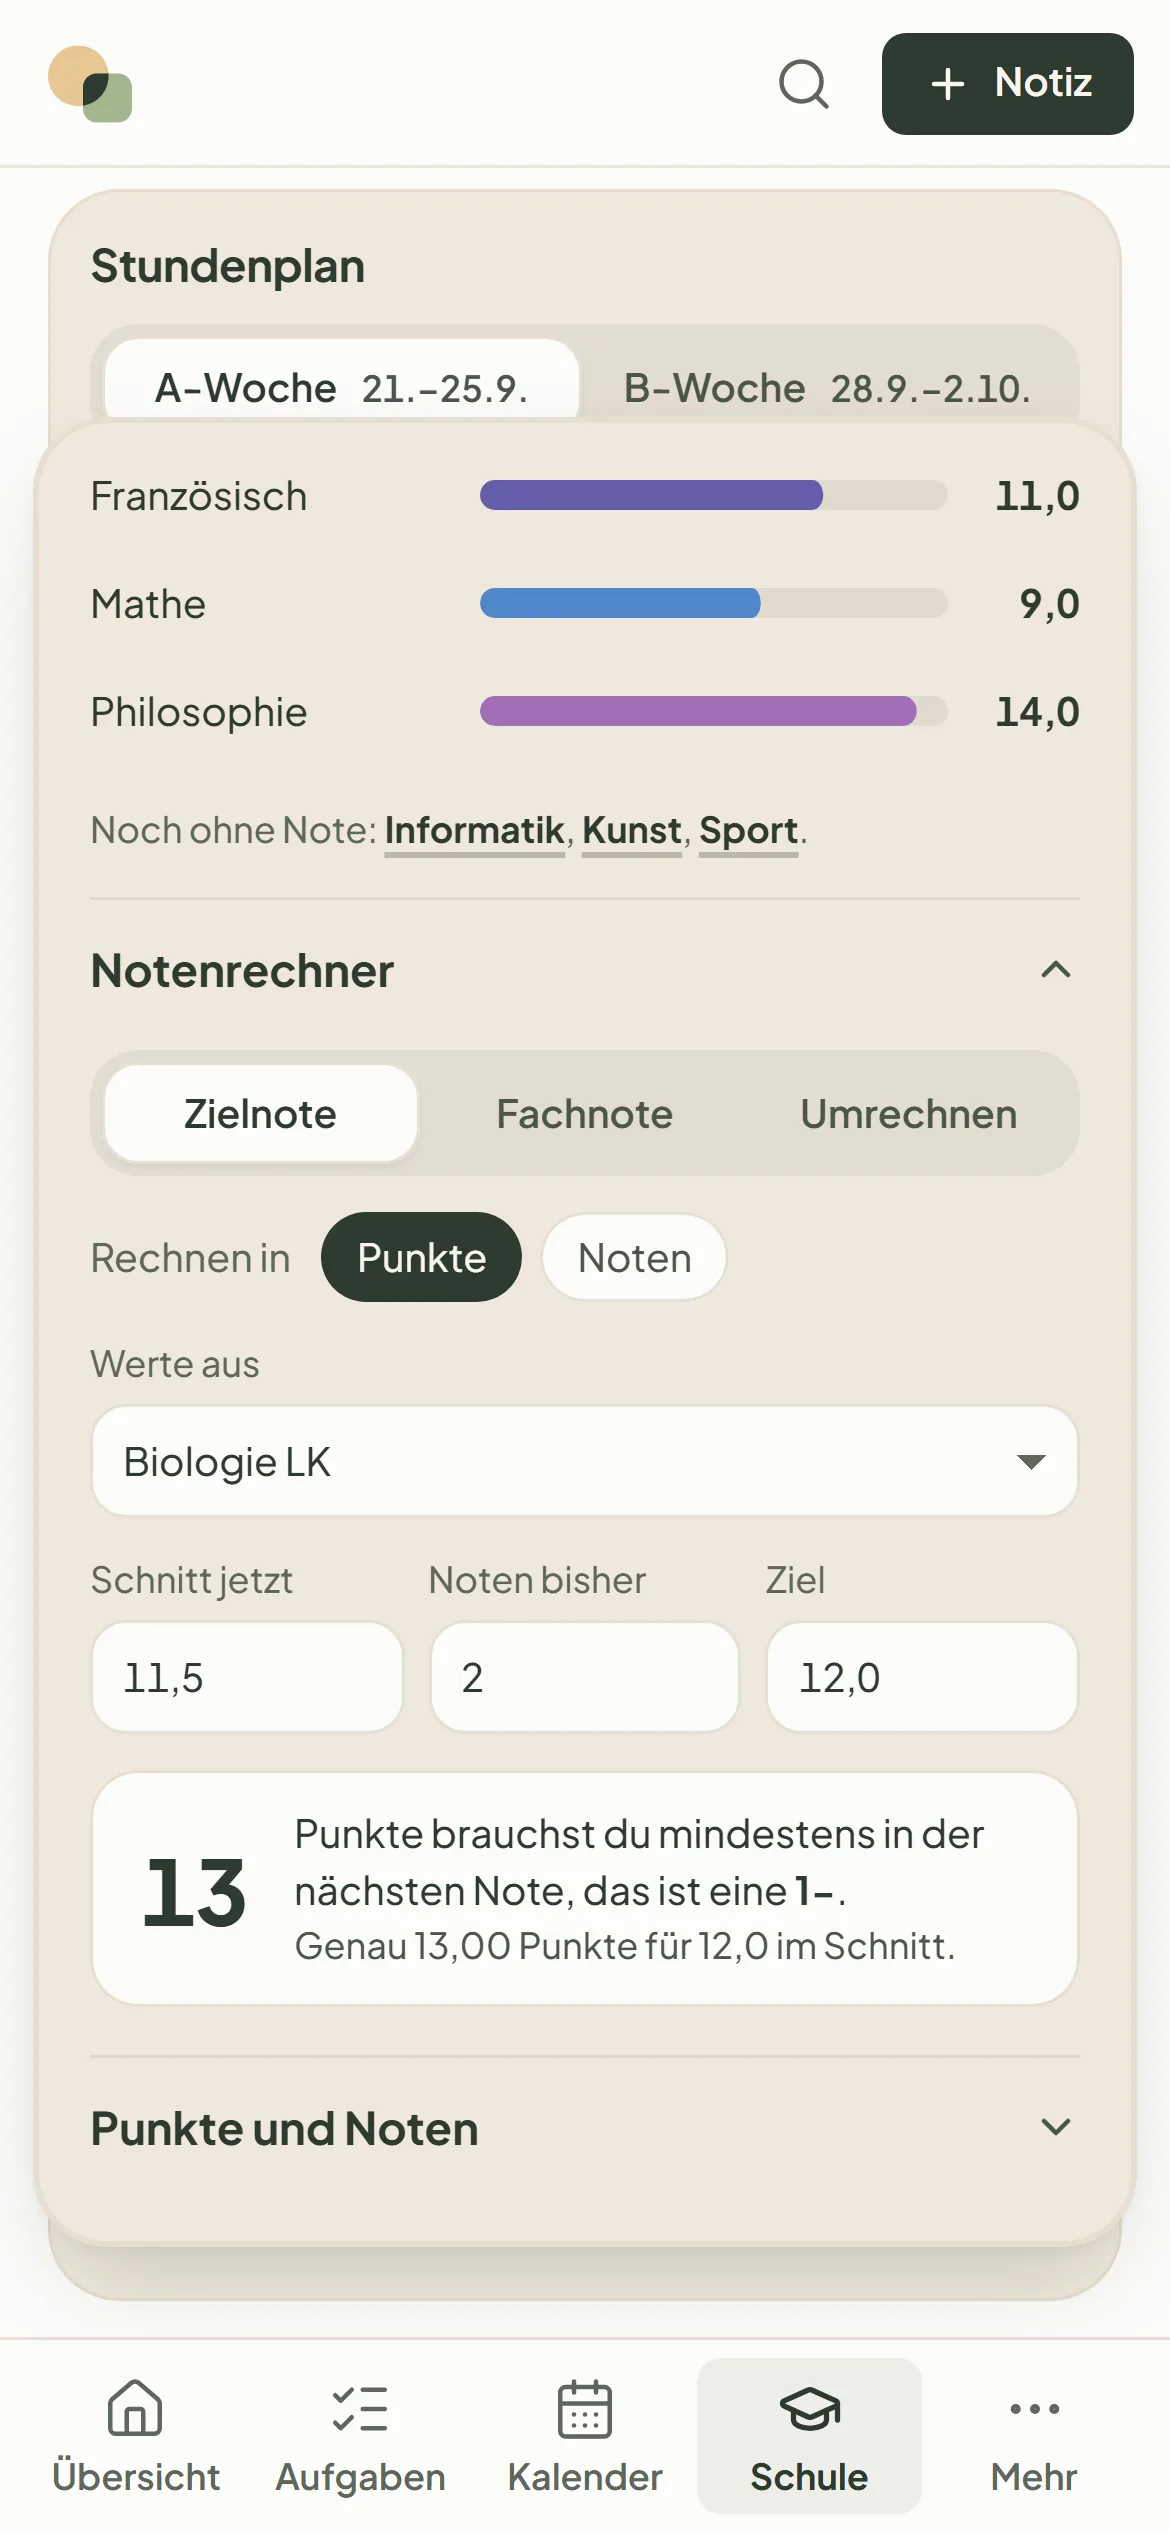 Notiz
Stundenplan
A-Woche 21.–25.9. B-Woche 28.9.–2.10.
Französisch 11,0
Mathe 9,0
Philosophie 14,0
Noch ohne Note: Informatik, Kunst, Sport.
Notenrechner
Zielnote Fachnote Umrechnen
Rechnen in Punkte Noten
Werte aus
Biologie LK
Schnitt jetzt Noten bisher Ziel
11,5 2 12,0
13 Punkte brauchst du mindestens in der
nächsten Note, das ist eine 1–.
Genau 13,00 Punkte für 12,0 im Schnitt.
Punkte und Noten
Übersicht Aufgaben Kalender Schule Mehr